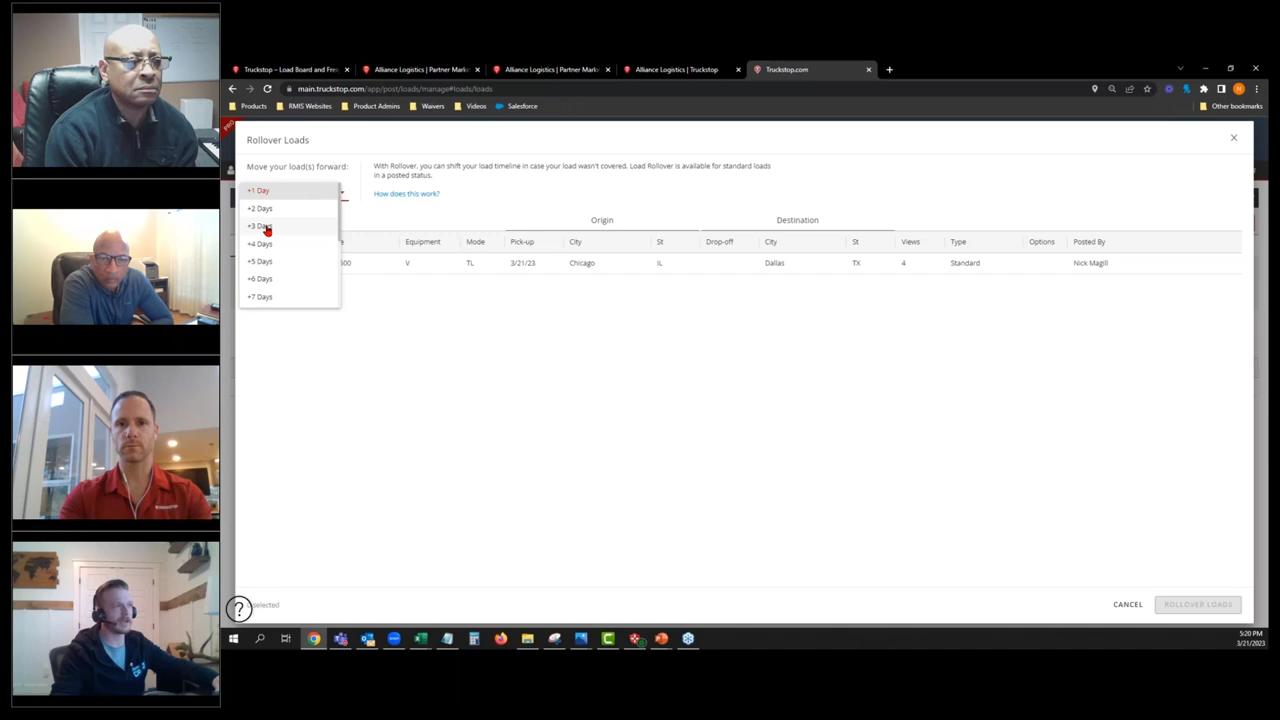 Truckstop – Load Board and Frei
Alliance Logistics | Partner Mark
Alliance Logistics | Partner Mark
Alliance Logistics | Truckstop
Truckstop.com
main.truckstop.com/app/post/loads/manage#loads/loads
Products
RMIS Websites
Product Admins
Waivers
Videos
Salesforce
Other bookmarks
PRO
Rollover Loads
Move your load(s) forward:
With Rollover, you can shift your load timeline in case your load wasn't covered. Load Rollover is available for standard loads
in a posted status.
How does this work?
+1 Day
+2 Days
+3 Days
+4 Days
+5 Days
+6 Days
+7 Days
Origin Destination
Equipment Mode Pick-up City St Drop-off City St Views Type Options Posted By
V TL 3/21/23 Chicago IL Dallas TX 4 Standard Nick Magill
? selected
CANCEL
ROLLOVER LOADS
5:20 PM
3/21/2023